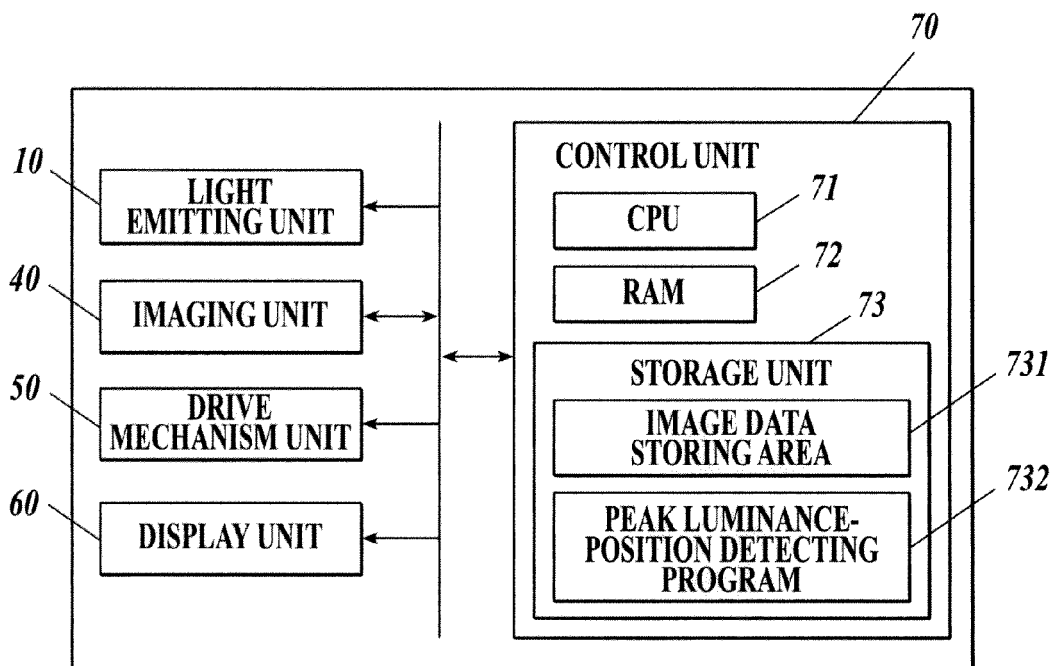 70
10
LIGHT
EMITTING UNIT
40
IMAGING UNIT
50
DRIVE
MECHANISM UNIT
60
DISPLAY UNIT
CONTROL UNIT
71
CPU
72
RAM
73
STORAGE UNIT
731
IMAGE DATA
STORING AREA
732
PEAK LUMINANCE-
POSITION DETECTING
PROGRAM